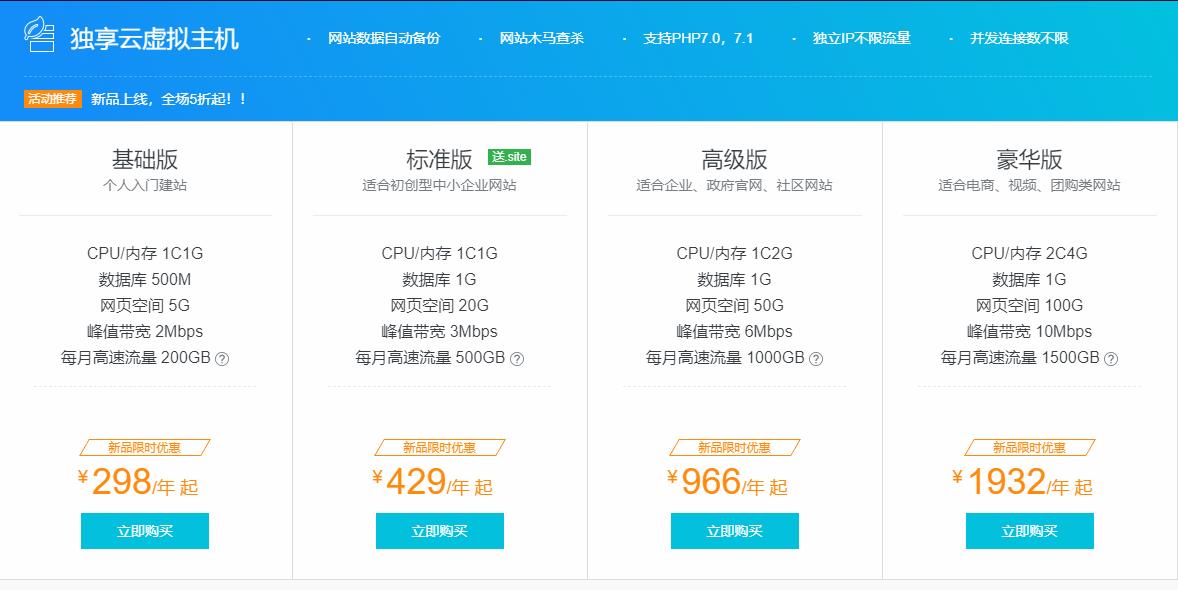 独享云虚拟主机
· 网站数据自动备份 · 网站木马查杀 · 支持PHP7.0，7.1 · 独立IP不限流量 · 并发连接数不限
活动推荐 新品上线，全场5折起！！
基础版
个人入门建站
CPU/内存 1C1G
数据库 500M
网页空间 5G
峰值带宽 2Mbps
每月高速流量 200GB ?
新品限时优惠
¥298/年 起
立即购买
标准版 送.site
适合初创型中小企业网站
CPU/内存 1C1G
数据库 1G
网页空间 20G
峰值带宽 3Mbps
每月高速流量 500GB ?
新品限时优惠
¥429/年 起
立即购买
高级版
适合企业、政府官网、社区网站
CPU/内存 1C2G
数据库 1G
网页空间 50G
峰值带宽 6Mbps
每月高速流量 1000GB ?
新品限时优惠
¥966/年 起
立即购买
豪华版
适合电商、视频、团购类网站
CPU/内存 2C4G
数据库 1G
网页空间 100G
峰值带宽 10Mbps
每月高速流量 1500GB ?
新品限时优惠
¥1932/年 起
立即购买